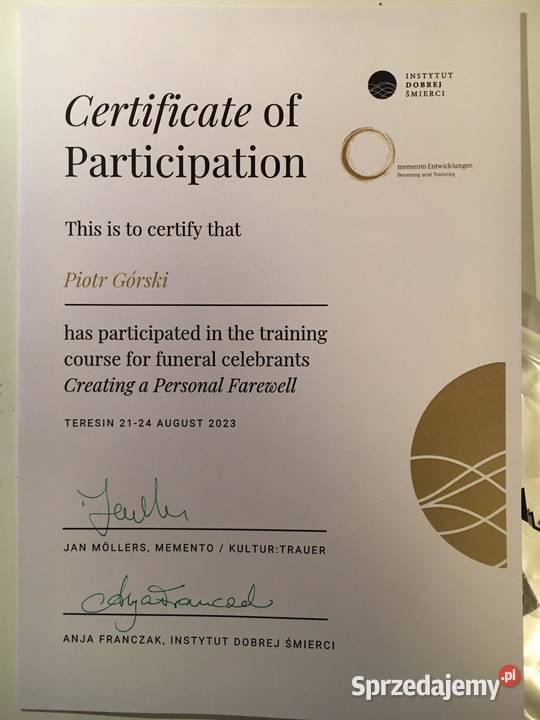 INSTYTUT
DOBREJ
ŚMIERCI
Certificate of
Participation
memento Entwicklungen
Beratung und Training
This is to certify that
Piotr Górski
has participated in the training
course for funeral celebrants
Creating a Personal Farewell
TERESIN 21-24 AUGUST 2023
JAN MÖLLERS, MEMENTO / KULTUR:TRAUER
AnjaFranczak
ANJA FRANCZAK, INSTYTUT DOBREJ ŚMIERCI
Sprzedajemy.pl